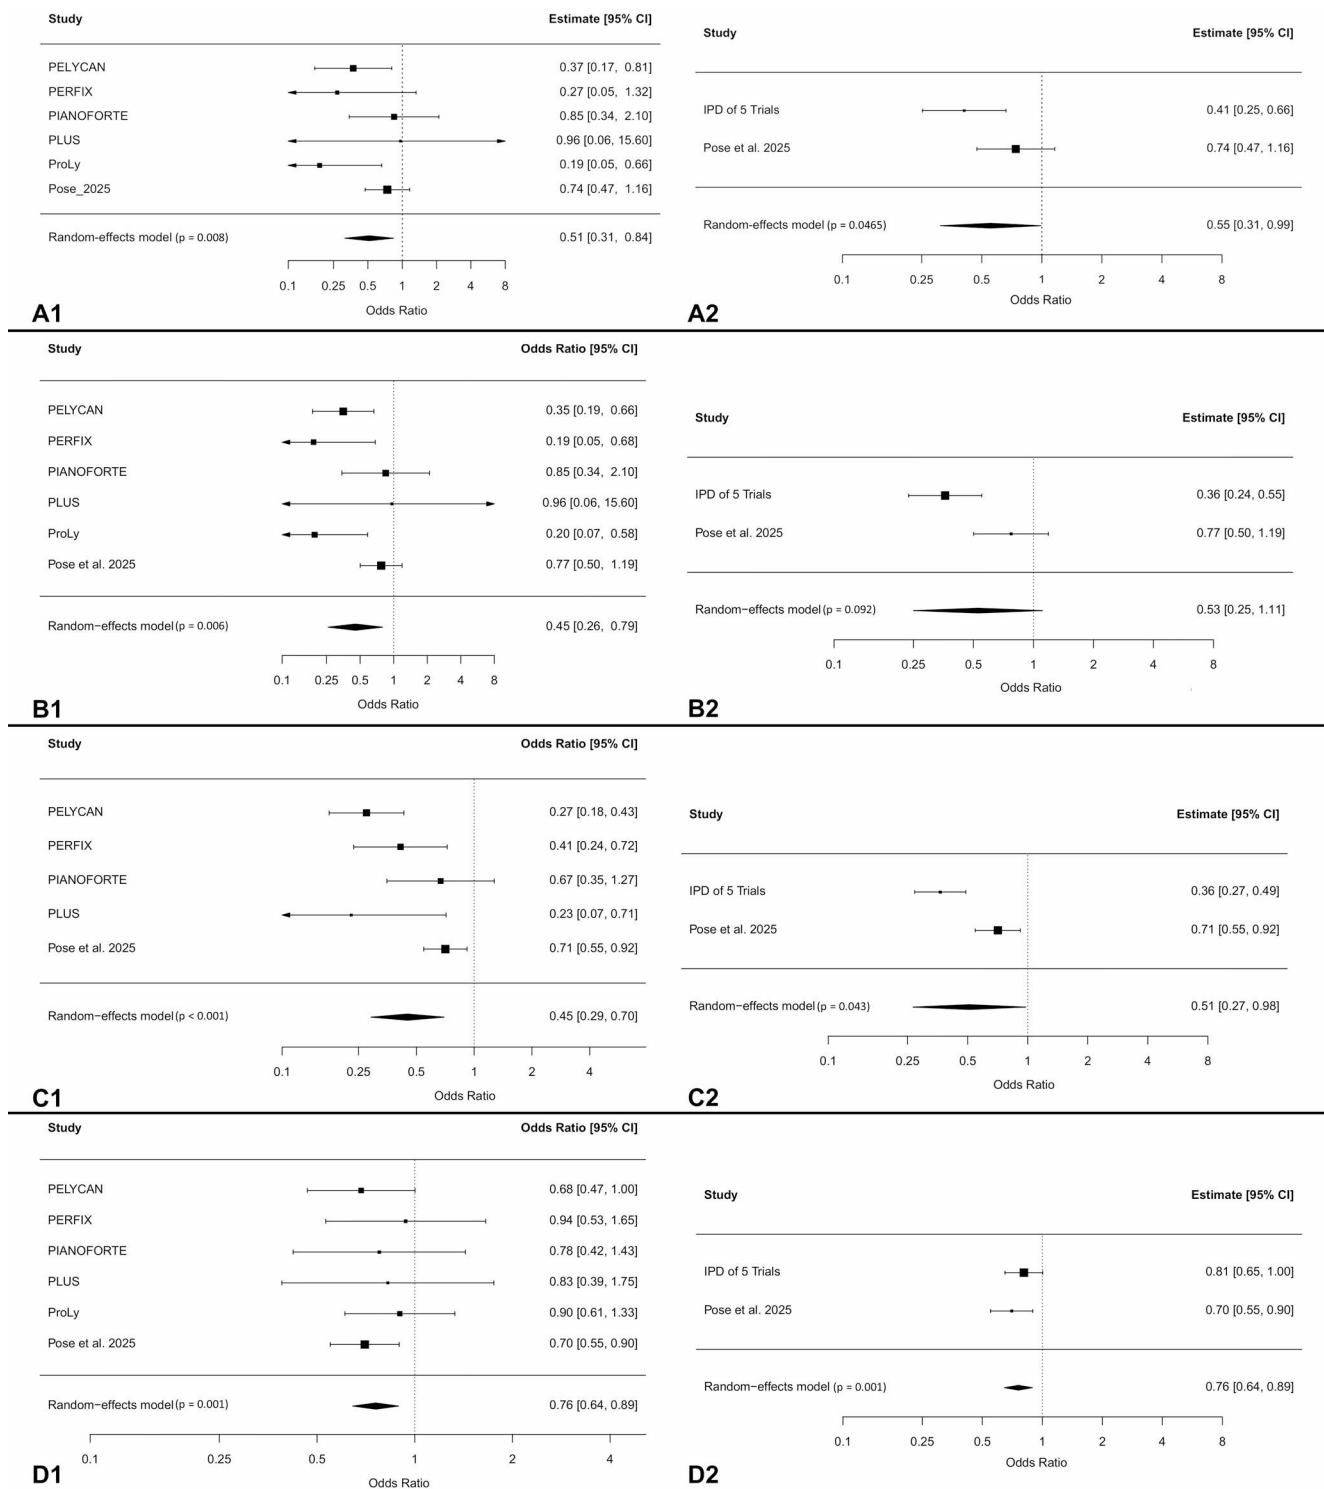 Study Estimate [95% CI]
PELYCAN 0.37 [0.17, 0.81]
PERFIX 0.27 [0.05, 1.32]
PIANOFORTE 0.85 [0.34, 2.10]
PLUS 0.96 [0.06, 15.60]
ProLy 0.19 [0.05, 0.66]
Pose_2025 0.74 [0.47, 1.16]
Random-effects model (p = 0.008) 0.51 [0.31, 0.84]
0.1 0.25 0.5 1 2 4 8
Odds Ratio
A1
Study Estimate [95% CI]
IPD of 5 Trials 0.41 [0.25, 0.66]
Pose et al. 2025 0.74 [0.47, 1.16]
Random-effects model (p = 0.0465) 0.55 [0.31, 0.99]
0.1 0.25 0.5 1 2 4 8
Odds Ratio
A2
Study Odds Ratio [95% CI]
PELYCAN 0.35 [0.19, 0.66]
PERFIX 0.19 [0.05, 0.68]
PIANOFORTE 0.85 [0.34, 2.10]
PLUS 0.96 [0.06, 15.60]
ProLy 0.20 [0.07, 0.58]
Pose et al. 2025 0.77 [0.50, 1.19]
Random−effects model (p = 0.006) 0.45 [0.26, 0.79]
0.1 0.25 0.5 1 2 4 8
Odds Ratio
B1
Study Estimate [95% CI]
IPD of 5 Trials 0.36 [0.24, 0.55]
Pose et al. 2025 0.77 [0.50, 1.19]
Random−effects model (p = 0.092) 0.53 [0.25, 1.11]
0.1 0.25 0.5 1 2 4 8
Odds Ratio
B2
Study Odds Ratio [95% CI]
PELYCAN 0.27 [0.18, 0.43]
PERFIX 0.41 [0.24, 0.72]
PIANOFORTE 0.67 [0.35, 1.27]
PLUS 0.23 [0.07, 0.71]
Pose et al. 2025 0.71 [0.55, 0.92]
Random−effects model (p < 0.001) 0.45 [0.29, 0.70]
0.1 0.25 0.5 1 2 4
Odds Ratio
C1
Study Estimate [95% CI]
IPD of 5 Trials 0.36 [0.27, 0.49]
Pose et al. 2025 0.71 [0.55, 0.92]
Random−effects model (p = 0.043) 0.51 [0.27, 0.98]
0.1 0.25 0.5 1 2 4 8
Odds Ratio
C2
Study Odds Ratio [95% CI]
PELYCAN 0.68 [0.47, 1.00]
PERFIX 0.94 [0.53, 1.65]
PIANOFORTE 0.78 [0.42, 1.43]
PLUS 0.83 [0.39, 1.75]
ProLy 0.90 [0.61, 1.33]
Pose et al. 2025 0.70 [0.55, 0.90]
Random−effects model (p = 0.001) 0.76 [0.64, 0.89]
0.1 0.25 0.5 1 2 4
Odds Ratio
D1
Study Estimate [95% CI]
IPD of 5 Trials 0.81 [0.65, 1.00]
Pose et al. 2025 0.70 [0.55, 0.90]
Random−effects model (p = 0.001) 0.76 [0.64, 0.89]
0.1 0.25 0.5 1 2 4 8
Odds Ratio
D2